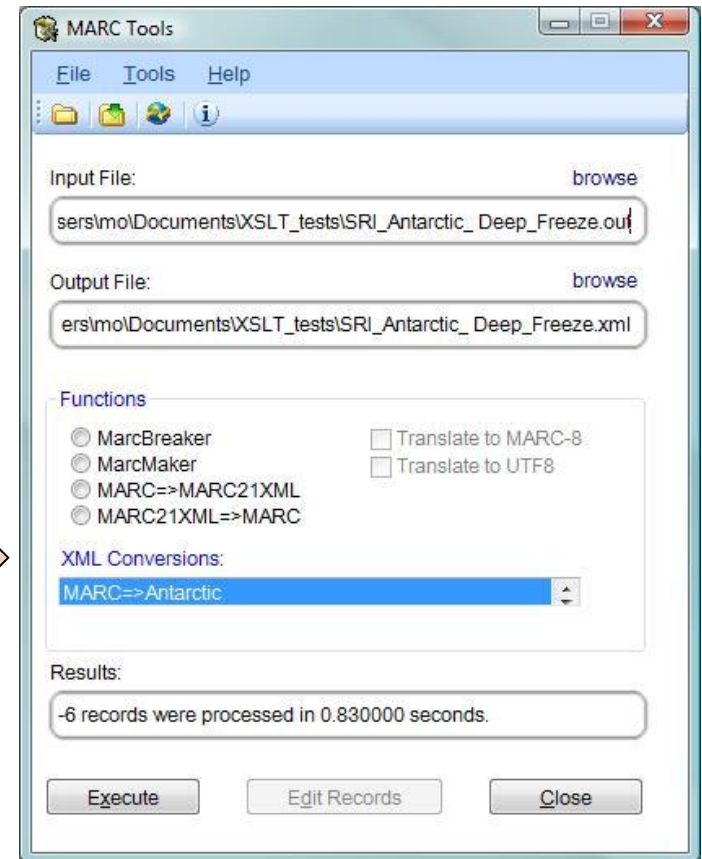 MARC Tools
File Tools Help
Input File: browse
sers\mo\Documents\XSLT_tests\SRI_Antarctic_ Deep_Freeze.out
Output File: browse
ers\mo\Documents\XSLT_tests\SRI_Antarctic_ Deep_Freeze.xml
Functions
MarcBreaker Translate to MARC-8
MarcMaker Translate to UTF8
MARC=>MARC21XML
MARC21XML=>MARC
XML Conversions:
MARC=>Antarctic
Results:
-6 records were processed in 0.830000 seconds.
Execute Edit Records Close